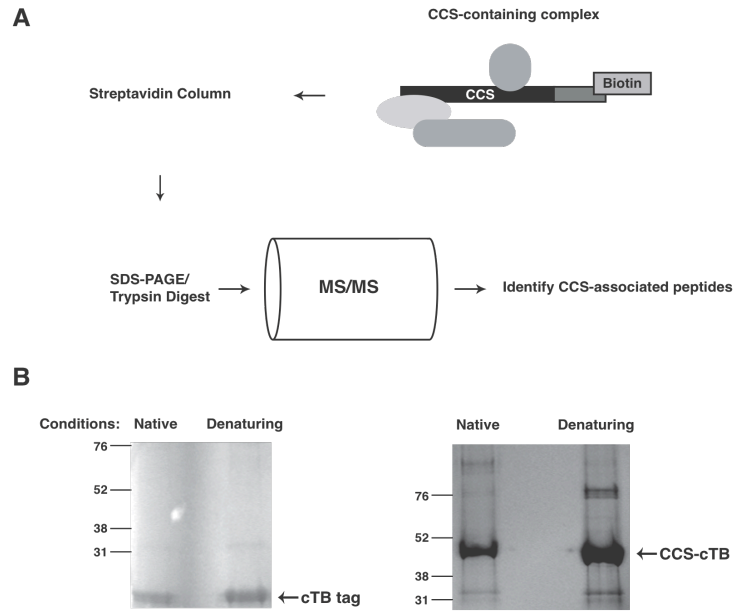 A
CCS-containing complex
Streptavidin Column
CCS
Biotin
SDS-PAGE/
Trypsin Digest
MS/MS
Identify CCS-associated peptides
B
Conditions: Native Denaturing
76
52
38
31
cTB tag
Native Denaturing
76
52
38
31
CCS-cTB